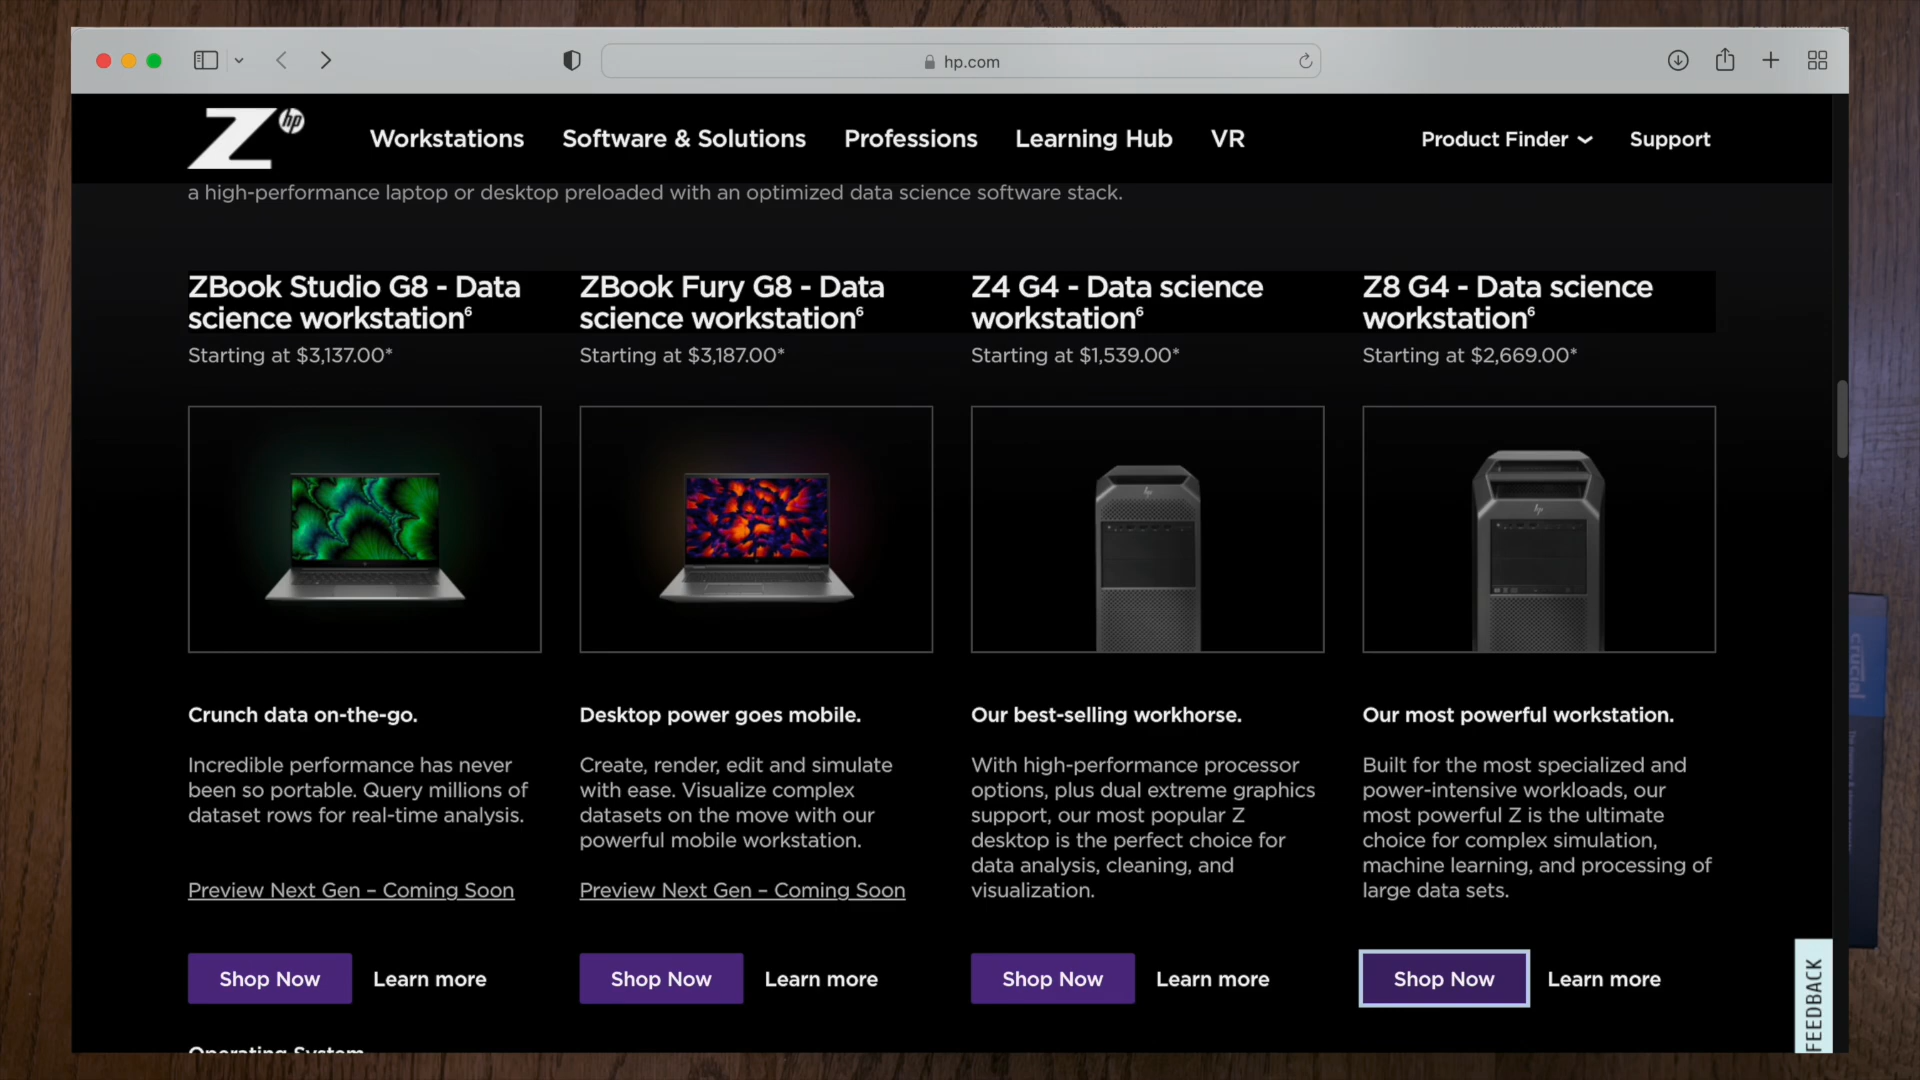 hp.com
Z hp
Workstations Software & Solutions Professions Learning Hub VR Product Finder Support
a high-performance laptop or desktop preloaded with an optimized data science software stack.
ZBook Studio G8 - Data
science workstation⁶
Starting at $3,137.00*
ZBook Fury G8 - Data
science workstation⁶
Starting at $3,187.00*
Z4 G4 - Data science
workstation⁶
Starting at $1,539.00*
Z8 G4 - Data science
workstation⁶
Starting at $2,669.00*
hp
hp
Crunch data on-the-go.
Incredible performance has never
been so portable. Query millions of
dataset rows for real-time analysis.
Preview Next Gen – Coming Soon
Shop Now Learn more
Desktop power goes mobile.
Create, render, edit and simulate
with ease. Visualize complex
datasets on the move with our
powerful mobile workstation.
Preview Next Gen – Coming Soon
Shop Now Learn more
Our best-selling workhorse.
With high-performance processor
options, plus dual extreme graphics
support, our most popular Z
desktop is the perfect choice for
data analysis, cleaning, and
visualization.
Shop Now Learn more
Our most powerful workstation.
Built for the most specialized and
power-intensive workloads, our
most powerful Z is the ultimate
choice for complex simulation,
machine learning, and processing of
large data sets.
Shop Now Learn more
Operating System
FEEDBACK
crucial